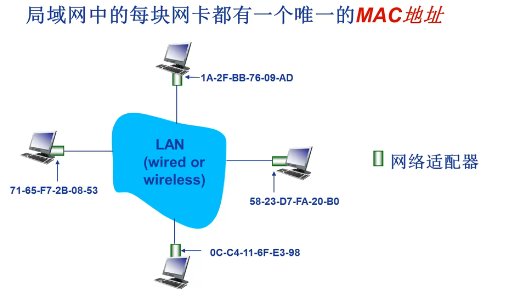 局域网中的每块网卡都有一个唯一的MAC地址
1A-2F-BB-76-09-AD
LAN
(wired or
wireless)
网络适配器
71-65-F7-2B-08-53
58-23-D7-FA-20-B0
0C-C4-11-6F-E3-98